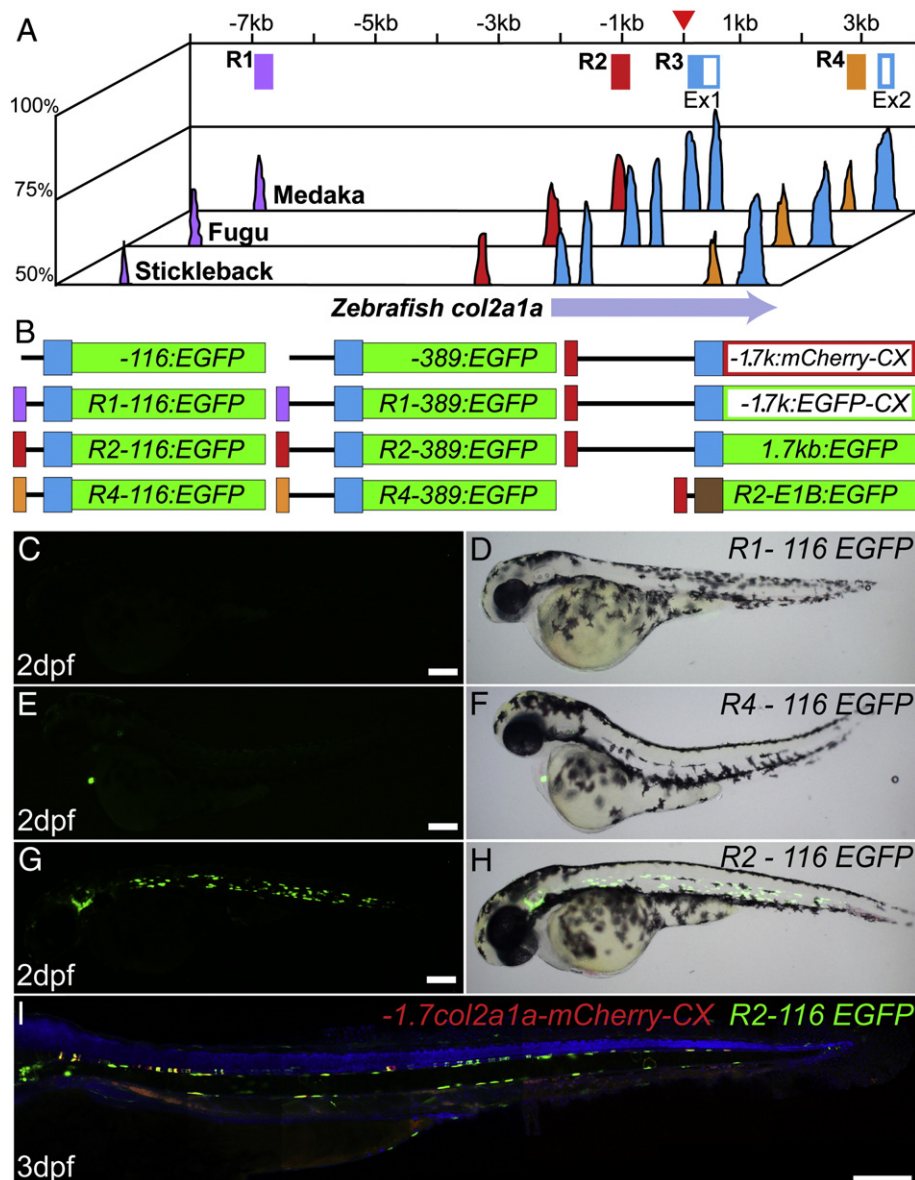 A
-7kb -5kb -3kb -1kb 1kb 3kb
R1 R2 R3 R4
Ex1 Ex2
100%
75%
50%
Medaka
Fugu
Stickleback
Zebrafish col2a1a
B
-116:EGFP -389:EGFP -1.7k:mCherry-CX
R1-116:EGFP R1-389:EGFP -1.7k:EGFP-CX
R2-116:EGFP R2-389:EGFP 1.7kb:EGFP
R4-116:EGFP R4-389:EGFP R2-E1B:EGFP
C
2dpf
D R1- 116 EGFP
E
2dpf
F R4 - 116 EGFP
G
2dpf
H R2 - 116 EGFP
I -1.7col2a1a-mCherry-CX R2-116 EGFP
3dpf